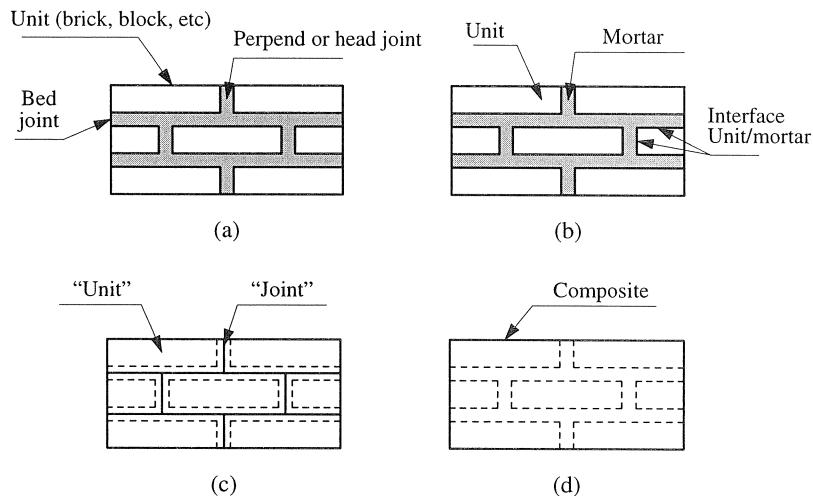 Unit (brick, block, etc)
Perpend or head joint
Bed
joint
(a)
Unit
Mortar
Interface
Unit/mortar
(b)
“Unit”
“Joint”
(c)
Composite
(d)